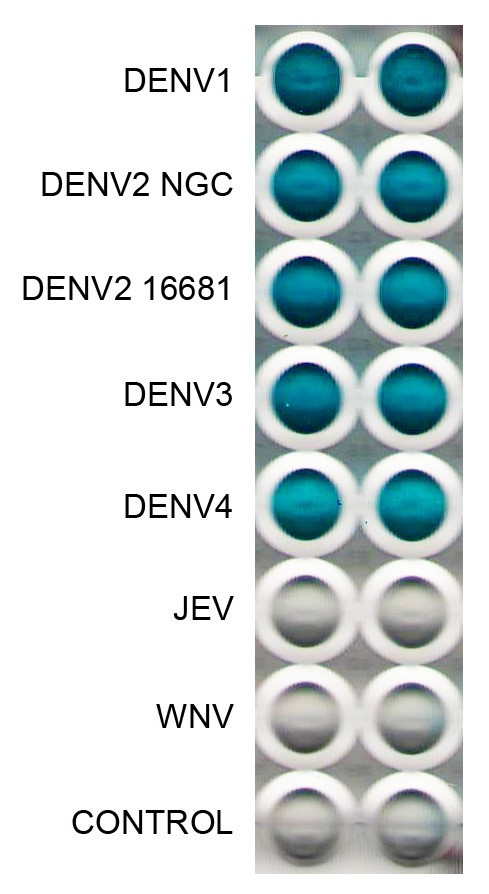 DENV1
DENV2 NGC
DENV2 16681
DENV3
DENV4
JEV
WNV
CONTROL